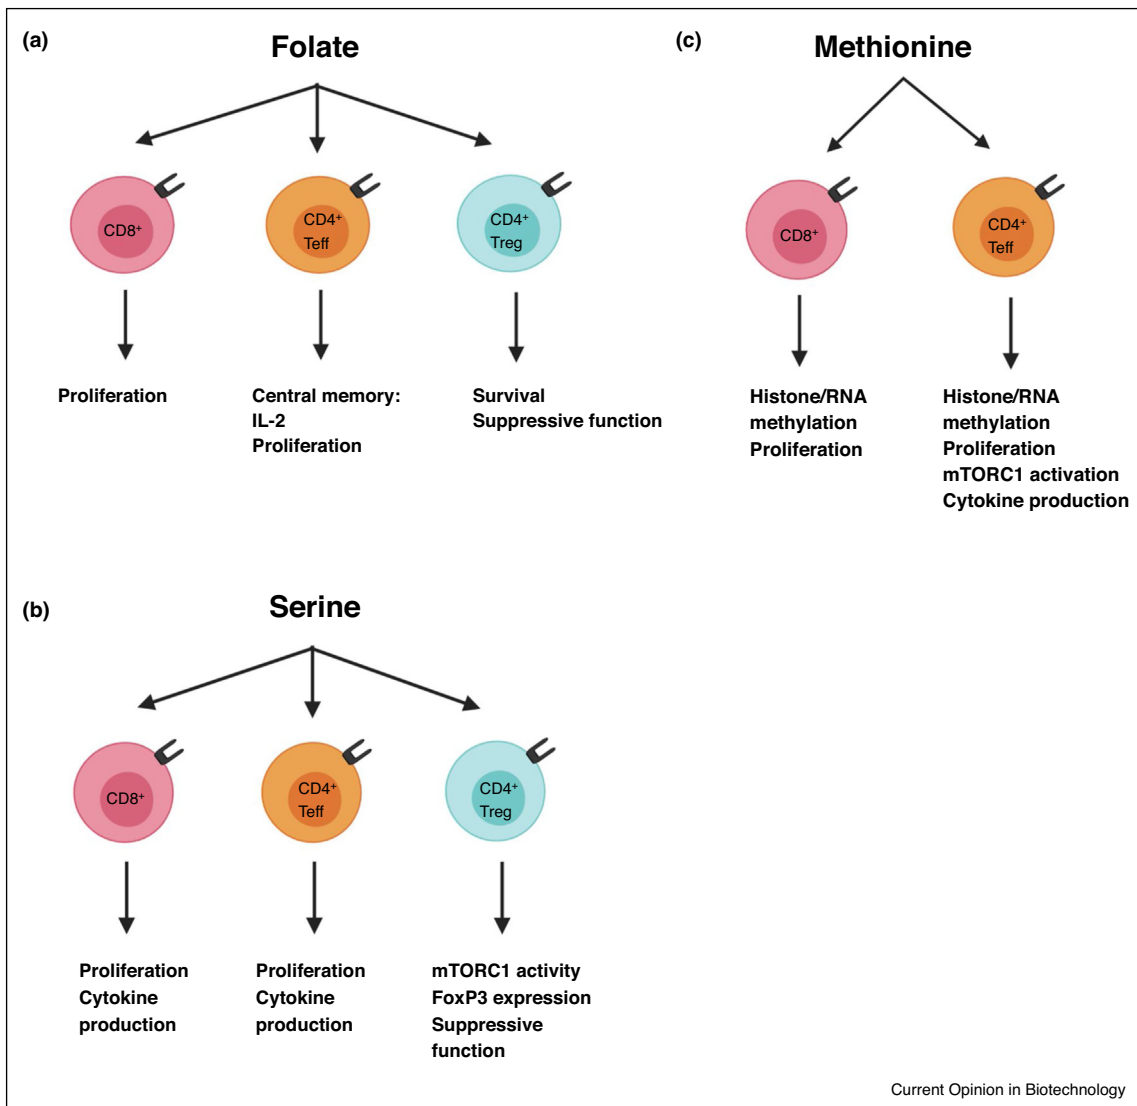 (a)
Folate
CD8⁺
CD4⁺
Teff
CD4⁺
Treg
Proliferation
Central memory:
IL-2
Proliferation
Survival
Suppressive function
(c)
Methionine
CD8⁺
CD4⁺
Teff
Histone/RNA
methylation
Proliferation
Histone/RNA
methylation
Proliferation
mTORC1 activation
Cytokine production
(b)
Serine
CD8⁺
CD4⁺
Teff
CD4⁺
Treg
Proliferation
Cytokine
production
Proliferation
Cytokine
production
mTORC1 activity
FoxP3 expression
Suppressive
function
Current Opinion in Biotechnology